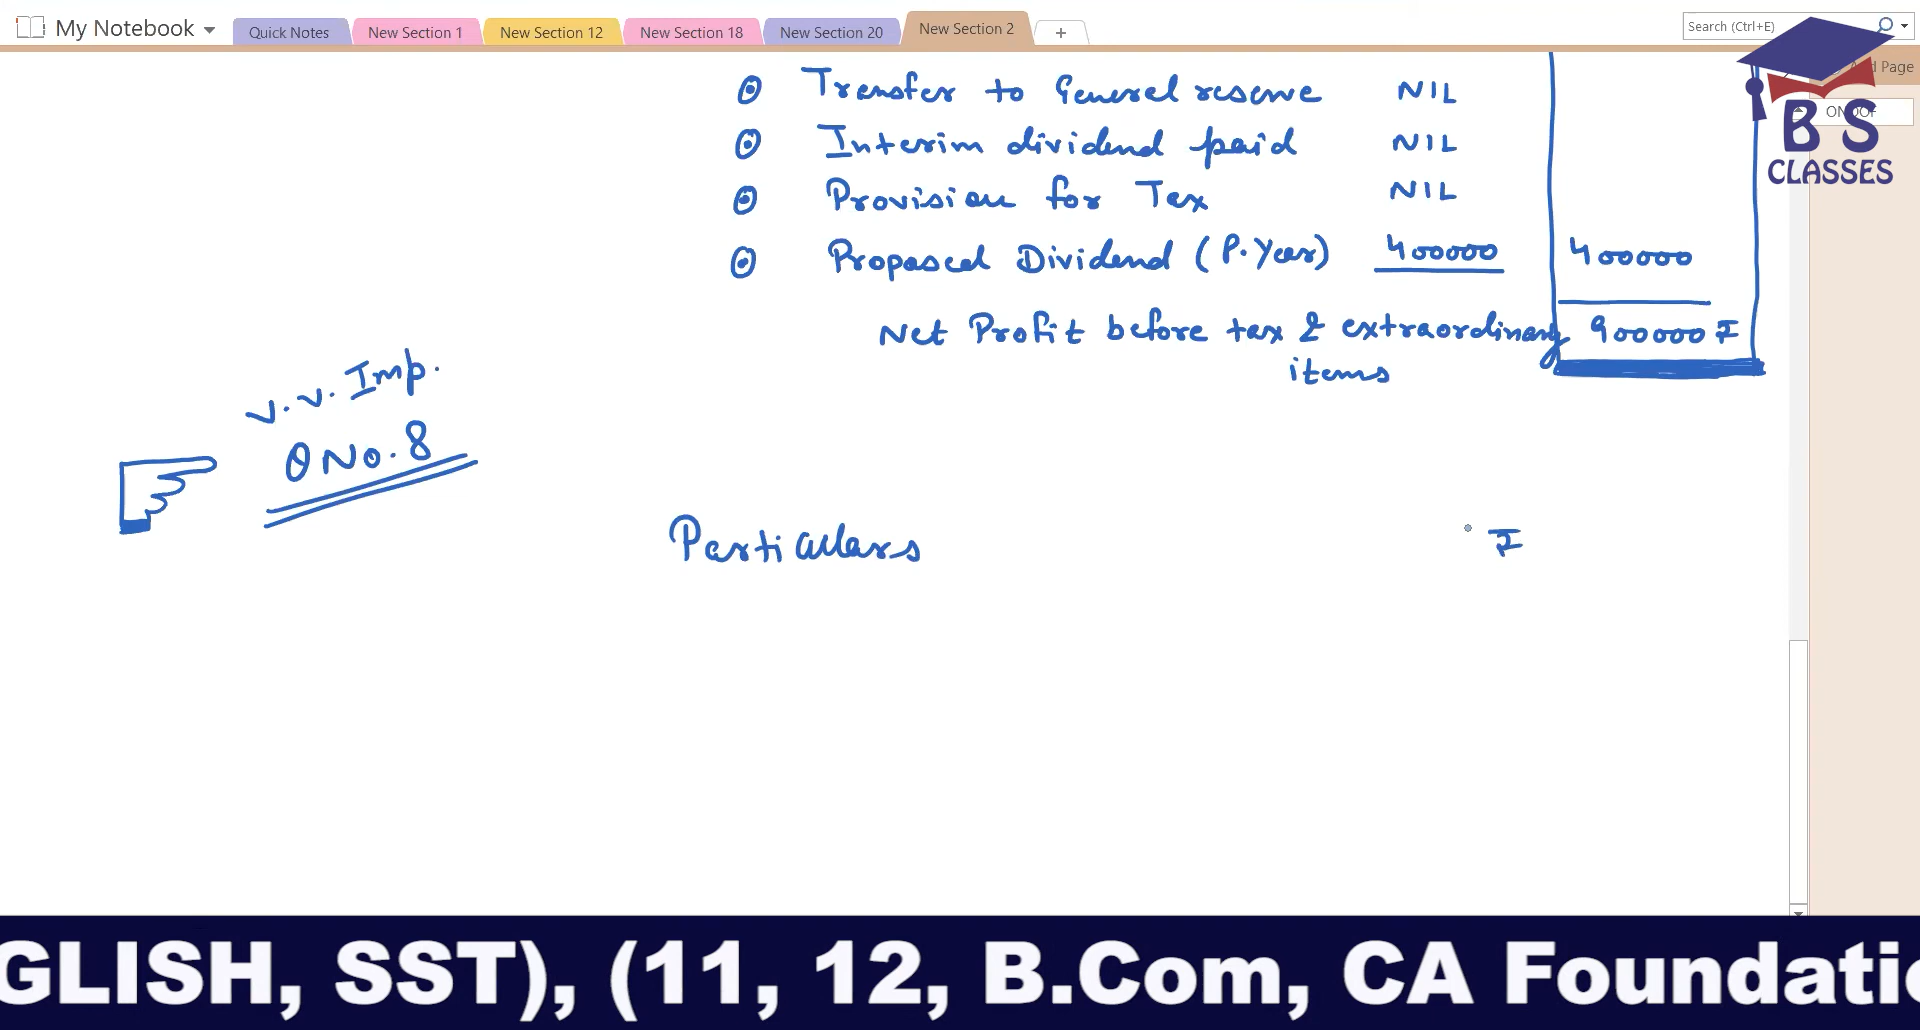 My Notebook
Quick Notes
New Section 1
New Section 12
New Section 18
New Section 20
New Section 2
+
Search (Ctrl+E)
d Page
B S
CLASSES
Transfer to General reserve NIL
Interim dividend paid NIL
Provision for Tax NIL
Proposed Dividend (P. Year) 400000 400000
Net Profit before tax & extraordinary 900000 ₹
items
V. V. Imp.
Q No. 8
Particulars ₹
GLISH, SST), (11, 12, B.Com, CA Foundati